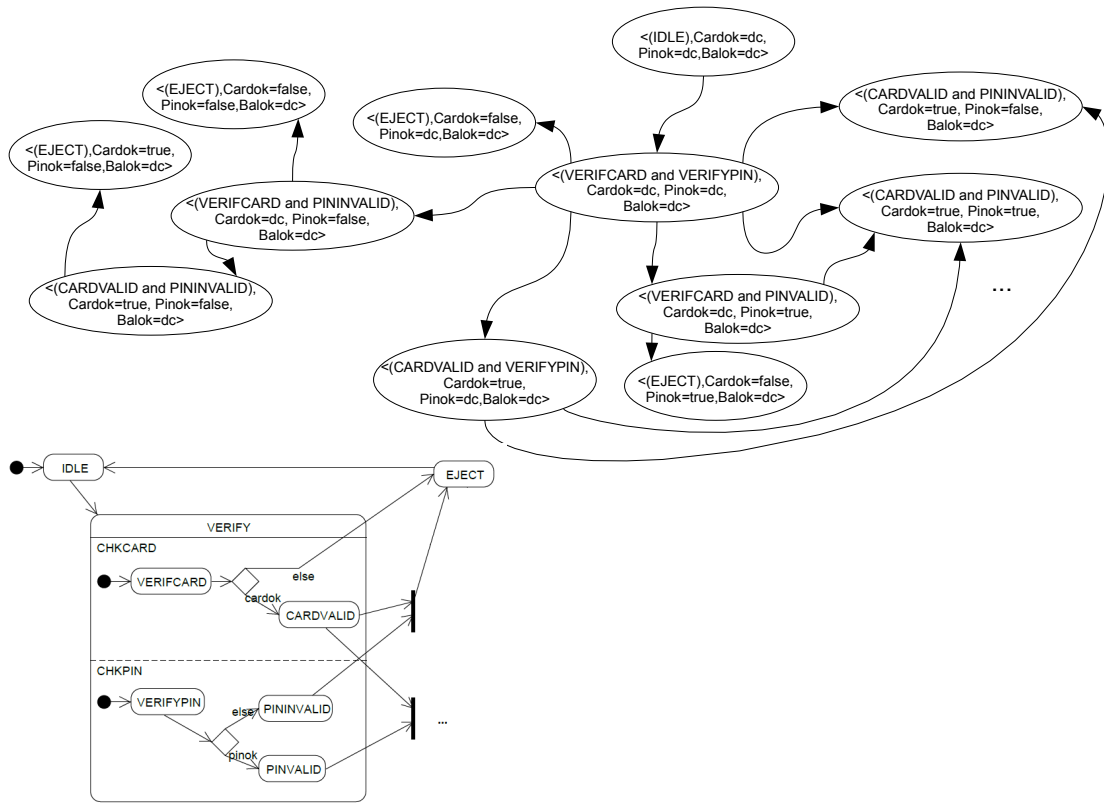 <(IDLE),Cardok=dc,
Pinok=dc,Balok=dc>
<(EJECT),Cardok=false,
Pinok=false,Balok=dc>
<(CARDVALID and PININVALID),
Cardok=true, Pinok=false,
Balok=dc>
<(EJECT),Cardok=false,
Pinok=dc,Balok=dc>
<(EJECT),Cardok=true,
Pinok=false,Balok=dc>
<(VERIFCARD and VERIFYPIN),
Cardok=dc, Pinok=dc,
Balok=dc>
<(VERIFCARD and PININVALID),
Cardok=dc, Pinok=false,
Balok=dc>
<(CARDVALID and PINVALID),
Cardok=true, Pinok=true,
Balok=dc>
<(CARDVALID and PININVALID),
Cardok=true, Pinok=false,
Balok=dc>
<(VERIFCARD and PINVALID),
Cardok=dc, Pinok=true,
Balok=dc>
...
<(CARDVALID and VERIFYPIN),
Cardok=true,
Pinok=dc,Balok=dc>
<(EJECT),Cardok=false,
Pinok=true,Balok=dc>
IDLE
EJECT
VERIFY
CHKCARD
VERIFCARD
else
cardok
CARDVALID
CHKPIN
VERIFYPIN
else
PININVALID
pinok
PINVALID
...